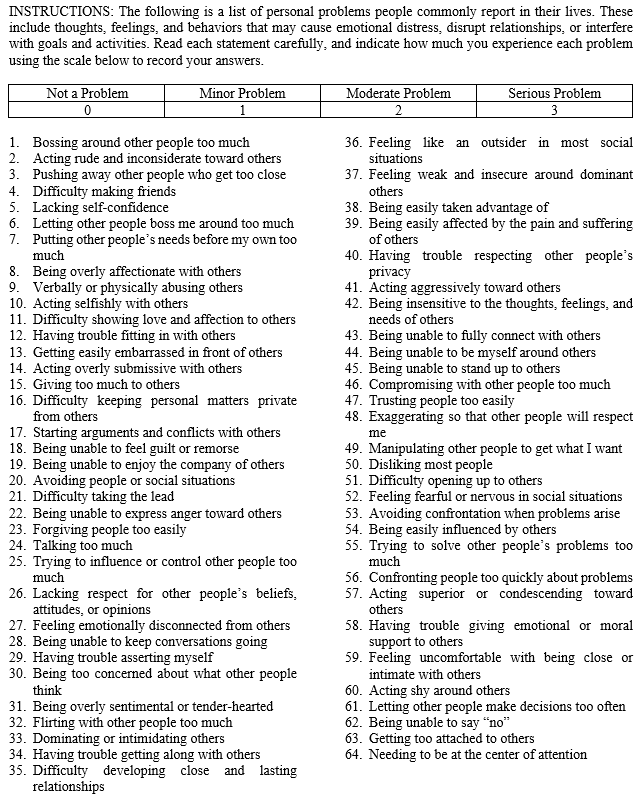 INSTRUCTIONS: The following is a list of personal problems people commonly report in their lives. These
include thoughts, feelings, and behaviors that may cause emotional distress, disrupt relationships, or interfere
with goals and activities. Read each statement carefully, and indicate how much you experience each problem
using the scale below to record your answers.
Not a Problem Minor Problem Moderate Problem Serious Problem
0 1 2 3
1. Bossing around other people too much
2. Acting rude and inconsiderate toward others
3. Pushing away other people who get too close
4. Difficulty making friends
5. Lacking self-confidence
6. Letting other people boss me around too much
7. Putting other people’s needs before my own too
much
8. Being overly affectionate with others
9. Verbally or physically abusing others
10. Acting selfishly with others
11. Difficulty showing love and affection to others
12. Having trouble fitting in with others
13. Getting easily embarrassed in front of others
14. Acting overly submissive with others
15. Giving too much to others
16. Difficulty keeping personal matters private
from others
17. Starting arguments and conflicts with others
18. Being unable to feel guilt or remorse
19. Being unable to enjoy the company of others
20. Avoiding people or social situations
21. Difficulty taking the lead
22. Being unable to express anger toward others
23. Forgiving people too easily
24. Talking too much
25. Trying to influence or control other people too
much
26. Lacking respect for other people’s beliefs,
attitudes, or opinions
27. Feeling emotionally disconnected from others
28. Being unable to keep conversations going
29. Having trouble asserting myself
30. Being too concerned about what other people
think
31. Being overly sentimental or tender-hearted
32. Flirting with other people too much
33. Dominating or intimidating others
34. Having trouble getting along with others
35. Difficulty developing close and lasting
relationships
36. Feeling like an outsider in most social
situations
37. Feeling weak and insecure around dominant
others
38. Being easily taken advantage of
39. Being easily affected by the pain and suffering
of others
40. Having trouble respecting other people’s
privacy
41. Acting aggressively toward others
42. Being insensitive to the thoughts, feelings, and
needs of others
43. Being unable to fully connect with others
44. Being unable to be myself around others
45. Being unable to stand up to others
46. Compromising with other people too much
47. Trusting people too easily
48. Exaggerating so that other people will respect
me
49. Manipulating other people to get what I want
50. Disliking most people
51. Difficulty opening up to others
52. Feeling fearful or nervous in social situations
53. Avoiding confrontation when problems arise
54. Being easily influenced by others
55. Trying to solve other people’s problems too
much
56. Confronting people too quickly about problems
57. Acting superior or condescending toward
others
58. Having trouble giving emotional or moral
support to others
59. Feeling uncomfortable with being close or
intimate with others
60. Acting shy around others
61. Letting other people make decisions too often
62. Being unable to say “no”
63. Getting too attached to others
64. Needing to be at the center of attention